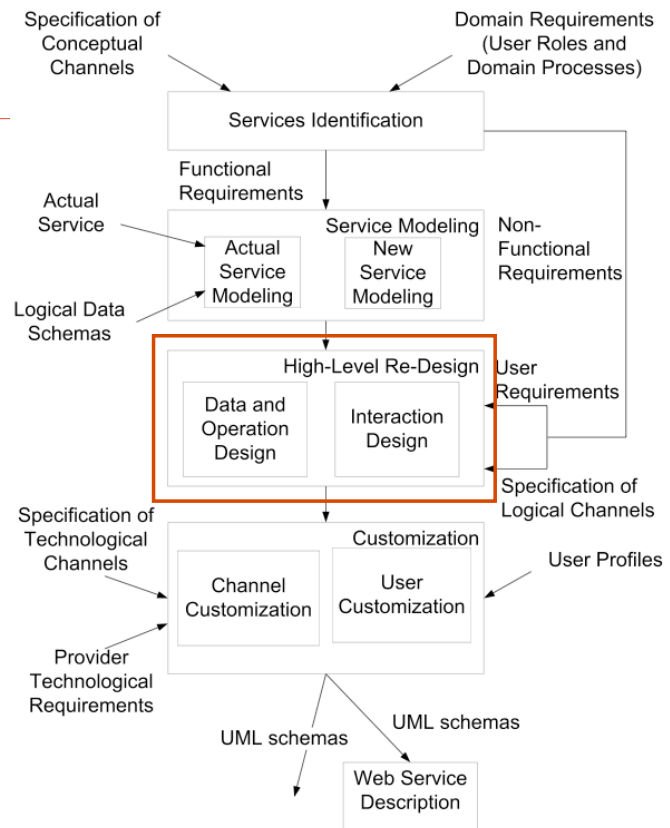 Specification of
Conceptual
Channels
Domain Requirements
(User Roles and
Domain Processes)
Services Identification
Functional
Requirements
Actual
Service
Service Modeling
Actual
Service
Modeling
New
Service
Modeling
Non-
Functional
Requirements
Logical Data
Schemas
High-Level Re-Design
Data and
Operation
Design
Interaction
Design
User
Requirements
Specification of
Logical Channels
Specification of
Technological
Channels
Customization
Channel
Customization
User
Customization
User Profiles
Provider
Technological
Requirements
UML schemas
UML schemas
Web Service
Description